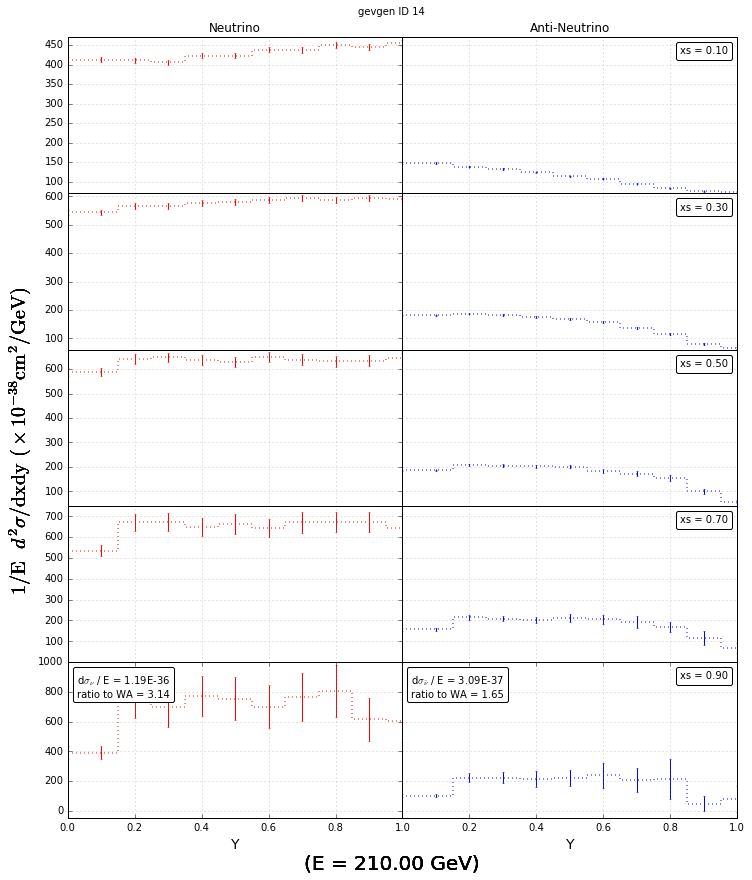 gevgen ID 14
Neutrino
Anti-Neutrino
450
400
350
300
250
200
150
100
xs = 0.10
600
500
400
300
200
100
xs = 0.30
600
500
400
300
200
100
xs = 0.50
700
600
500
400
300
200
100
xs = 0.70
1000
800
600
400
200
0
dσ_ν / E = 1.19E-36
ratio to WA = 3.14
dσ_ν̄ / E = 3.09E-37
ratio to WA = 1.65
xs = 0.90
0.0 0.2 0.4 0.6 0.8 1.0 0.2 0.4 0.6 0.8 1.0
Y
Y
(E = 210.00 GeV)
1/E d²σ/dxdy (×10⁻³⁸cm²/GeV)